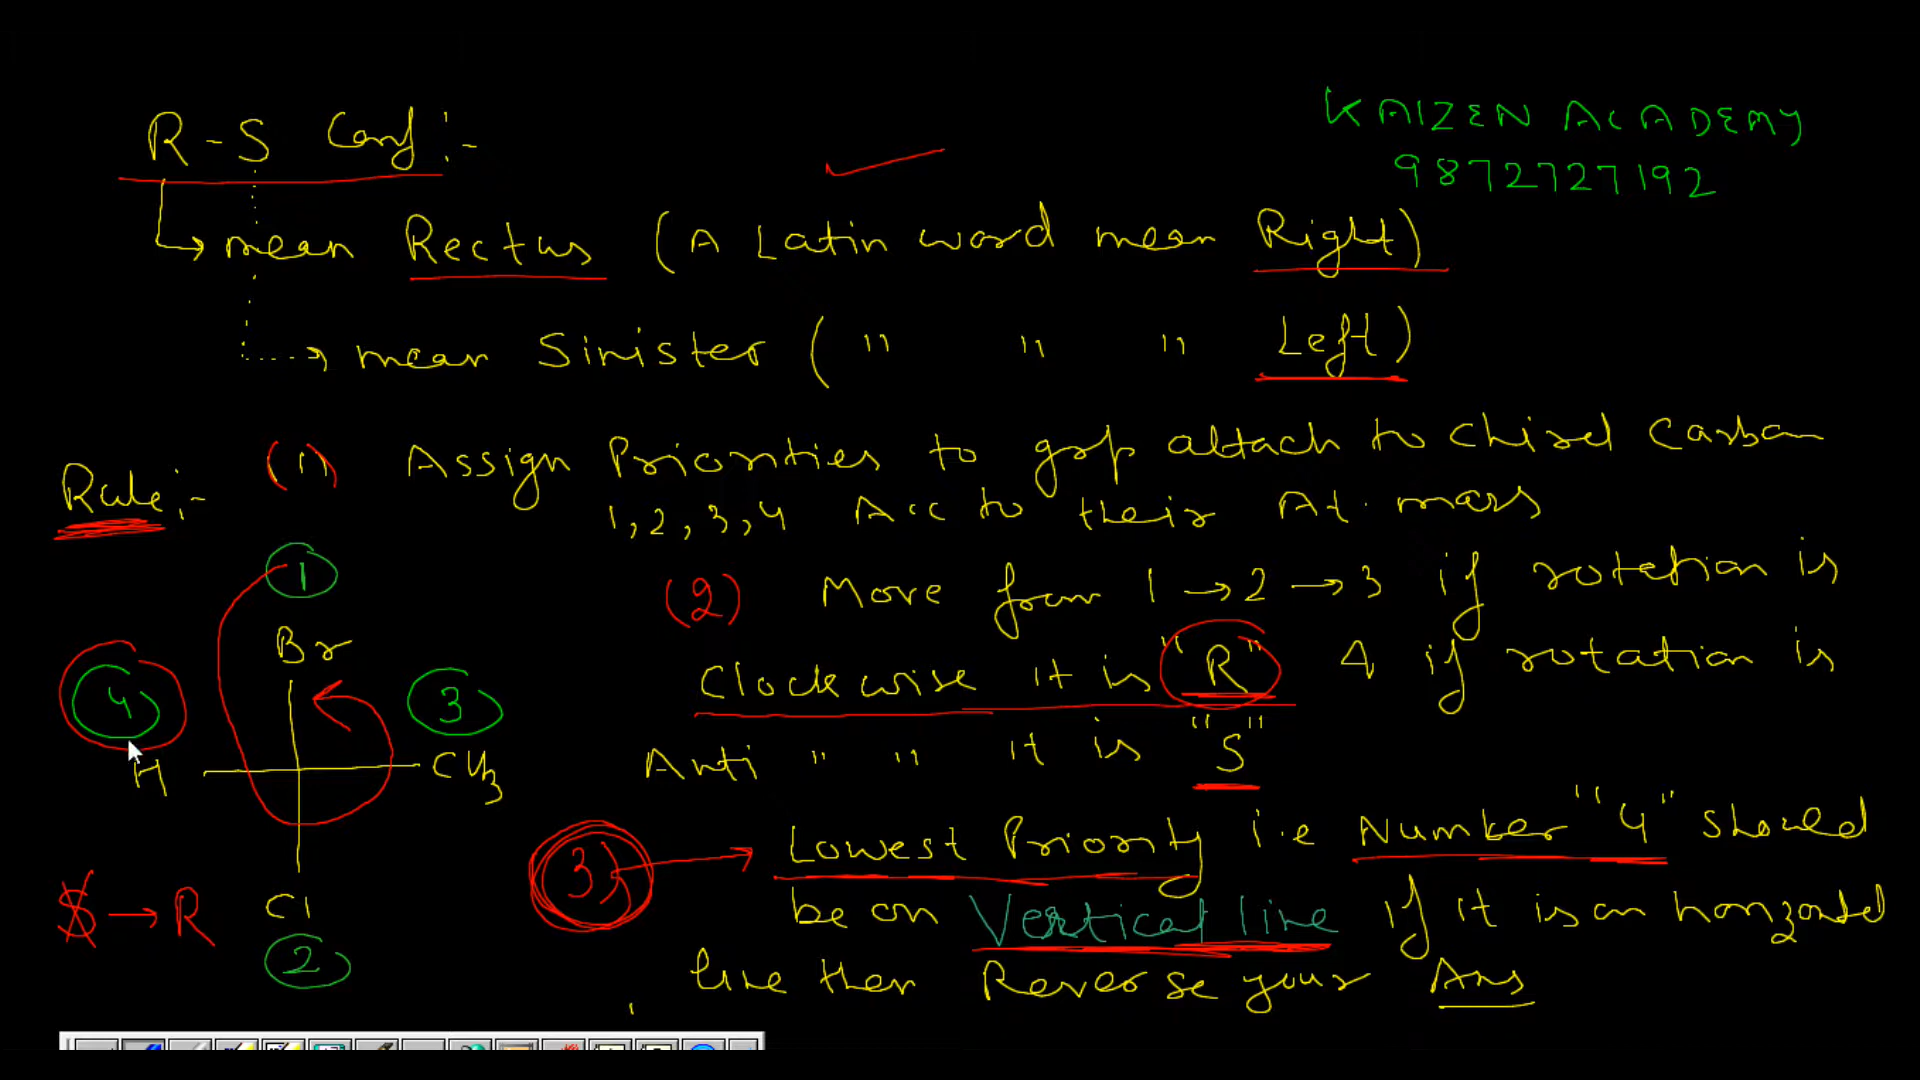 R-S Conf:-
KAIZEN ACADEMY
9872727192
mean Rectus (A Latin word mean Right)
mean Sinister ( " " " Left)
Rule:- (1) Assign Priorities to grp attach to chiral Carbon
1, 2, 3, 4 Acc to their At. mass
(2) Move from 1 → 2 → 3 if rotation is
Clockwise it is "R" & if rotation is
Anti " " it is "S"
3) → Lowest Priority i.e Number "4" should
be on Vertical line if it is on horizontal
line then Reverse your Ans
1
Br
4
3
H
CH3
Cl
2
S → R